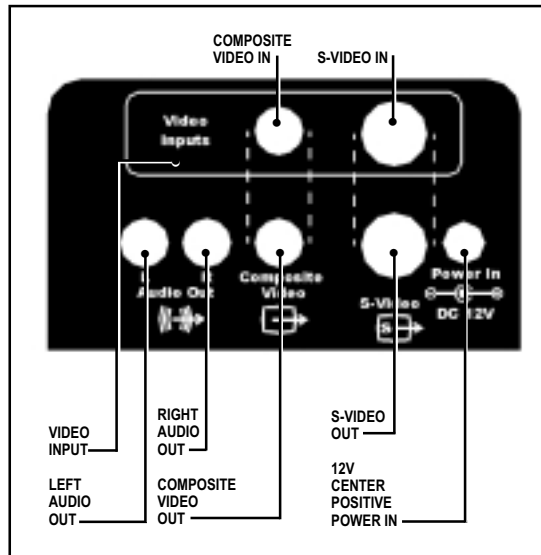 COMPOSITE
VIDEO IN
S-VIDEO IN
Video
Inputs
L
R
Audio Out
Composite
Video
S-Video
S
Power In
DC 12V
VIDEO
INPUT
LEFT
AUDIO
OUT
RIGHT
AUDIO
OUT
COMPOSITE
VIDEO
OUT
S-VIDEO
OUT
12V
CENTER
POSITIVE
POWER IN